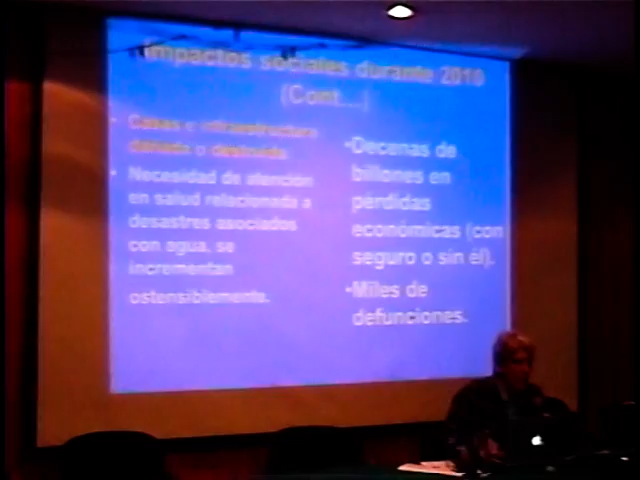 Impactos sociales durante 2010
(Cont...)
• Casas e infraestructura
dañada o destruida.
• Necesidad de atención
en salud relacionada a
desastres asociados
con agua, se
incrementan
ostensiblemente.
•Decenas de
billones en
pérdidas
económicas (con
seguro o sin él).
•Miles de
defunciones.